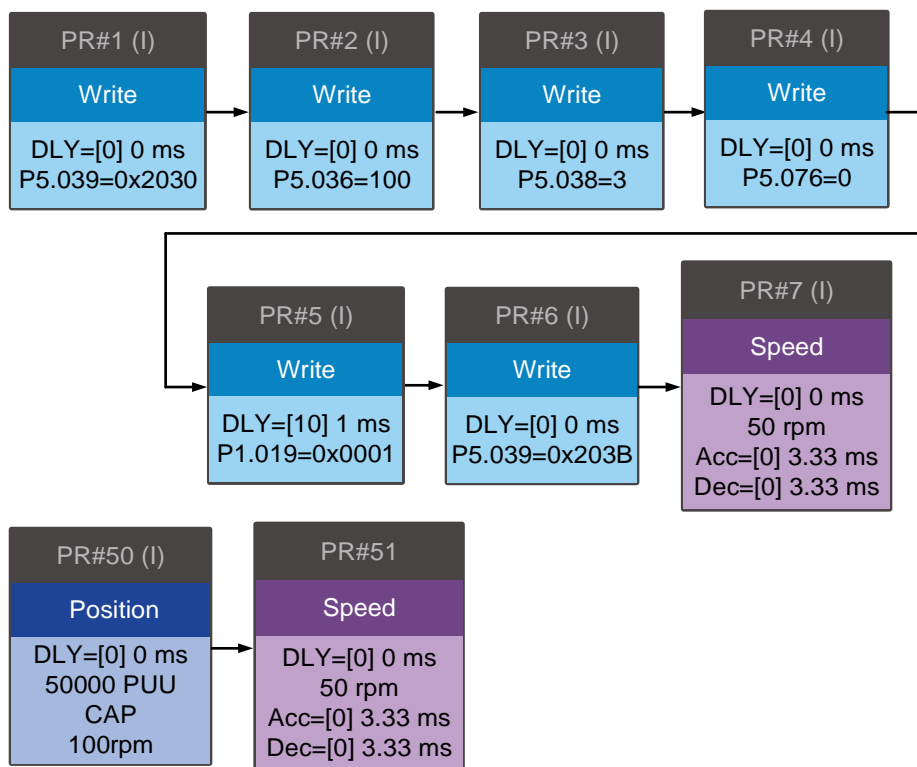 PR#1 (I)
Write
DLY=[0] 0 ms
P5.039=0x2030
PR#2 (I)
Write
DLY=[0] 0 ms
P5.036=100
PR#3 (I)
Write
DLY=[0] 0 ms
P5.038=3
PR#4 (I)
Write
DLY=[0] 0 ms
P5.076=0
PR#5 (I)
Write
DLY=[10] 1 ms
P1.019=0x0001
PR#6 (I)
Write
DLY=[0] 0 ms
P5.039=0x203B
PR#7 (I)
Speed
DLY=[0] 0 ms
50 rpm
Acc=[0] 3.33 ms
Dec=[0] 3.33 ms
PR#50 (I)
Position
DLY=[0] 0 ms
50000 PUU
CAP
100rpm
PR#51
Speed
DLY=[0] 0 ms
50 rpm
Acc=[0] 3.33 ms
Dec=[0] 3.33 ms